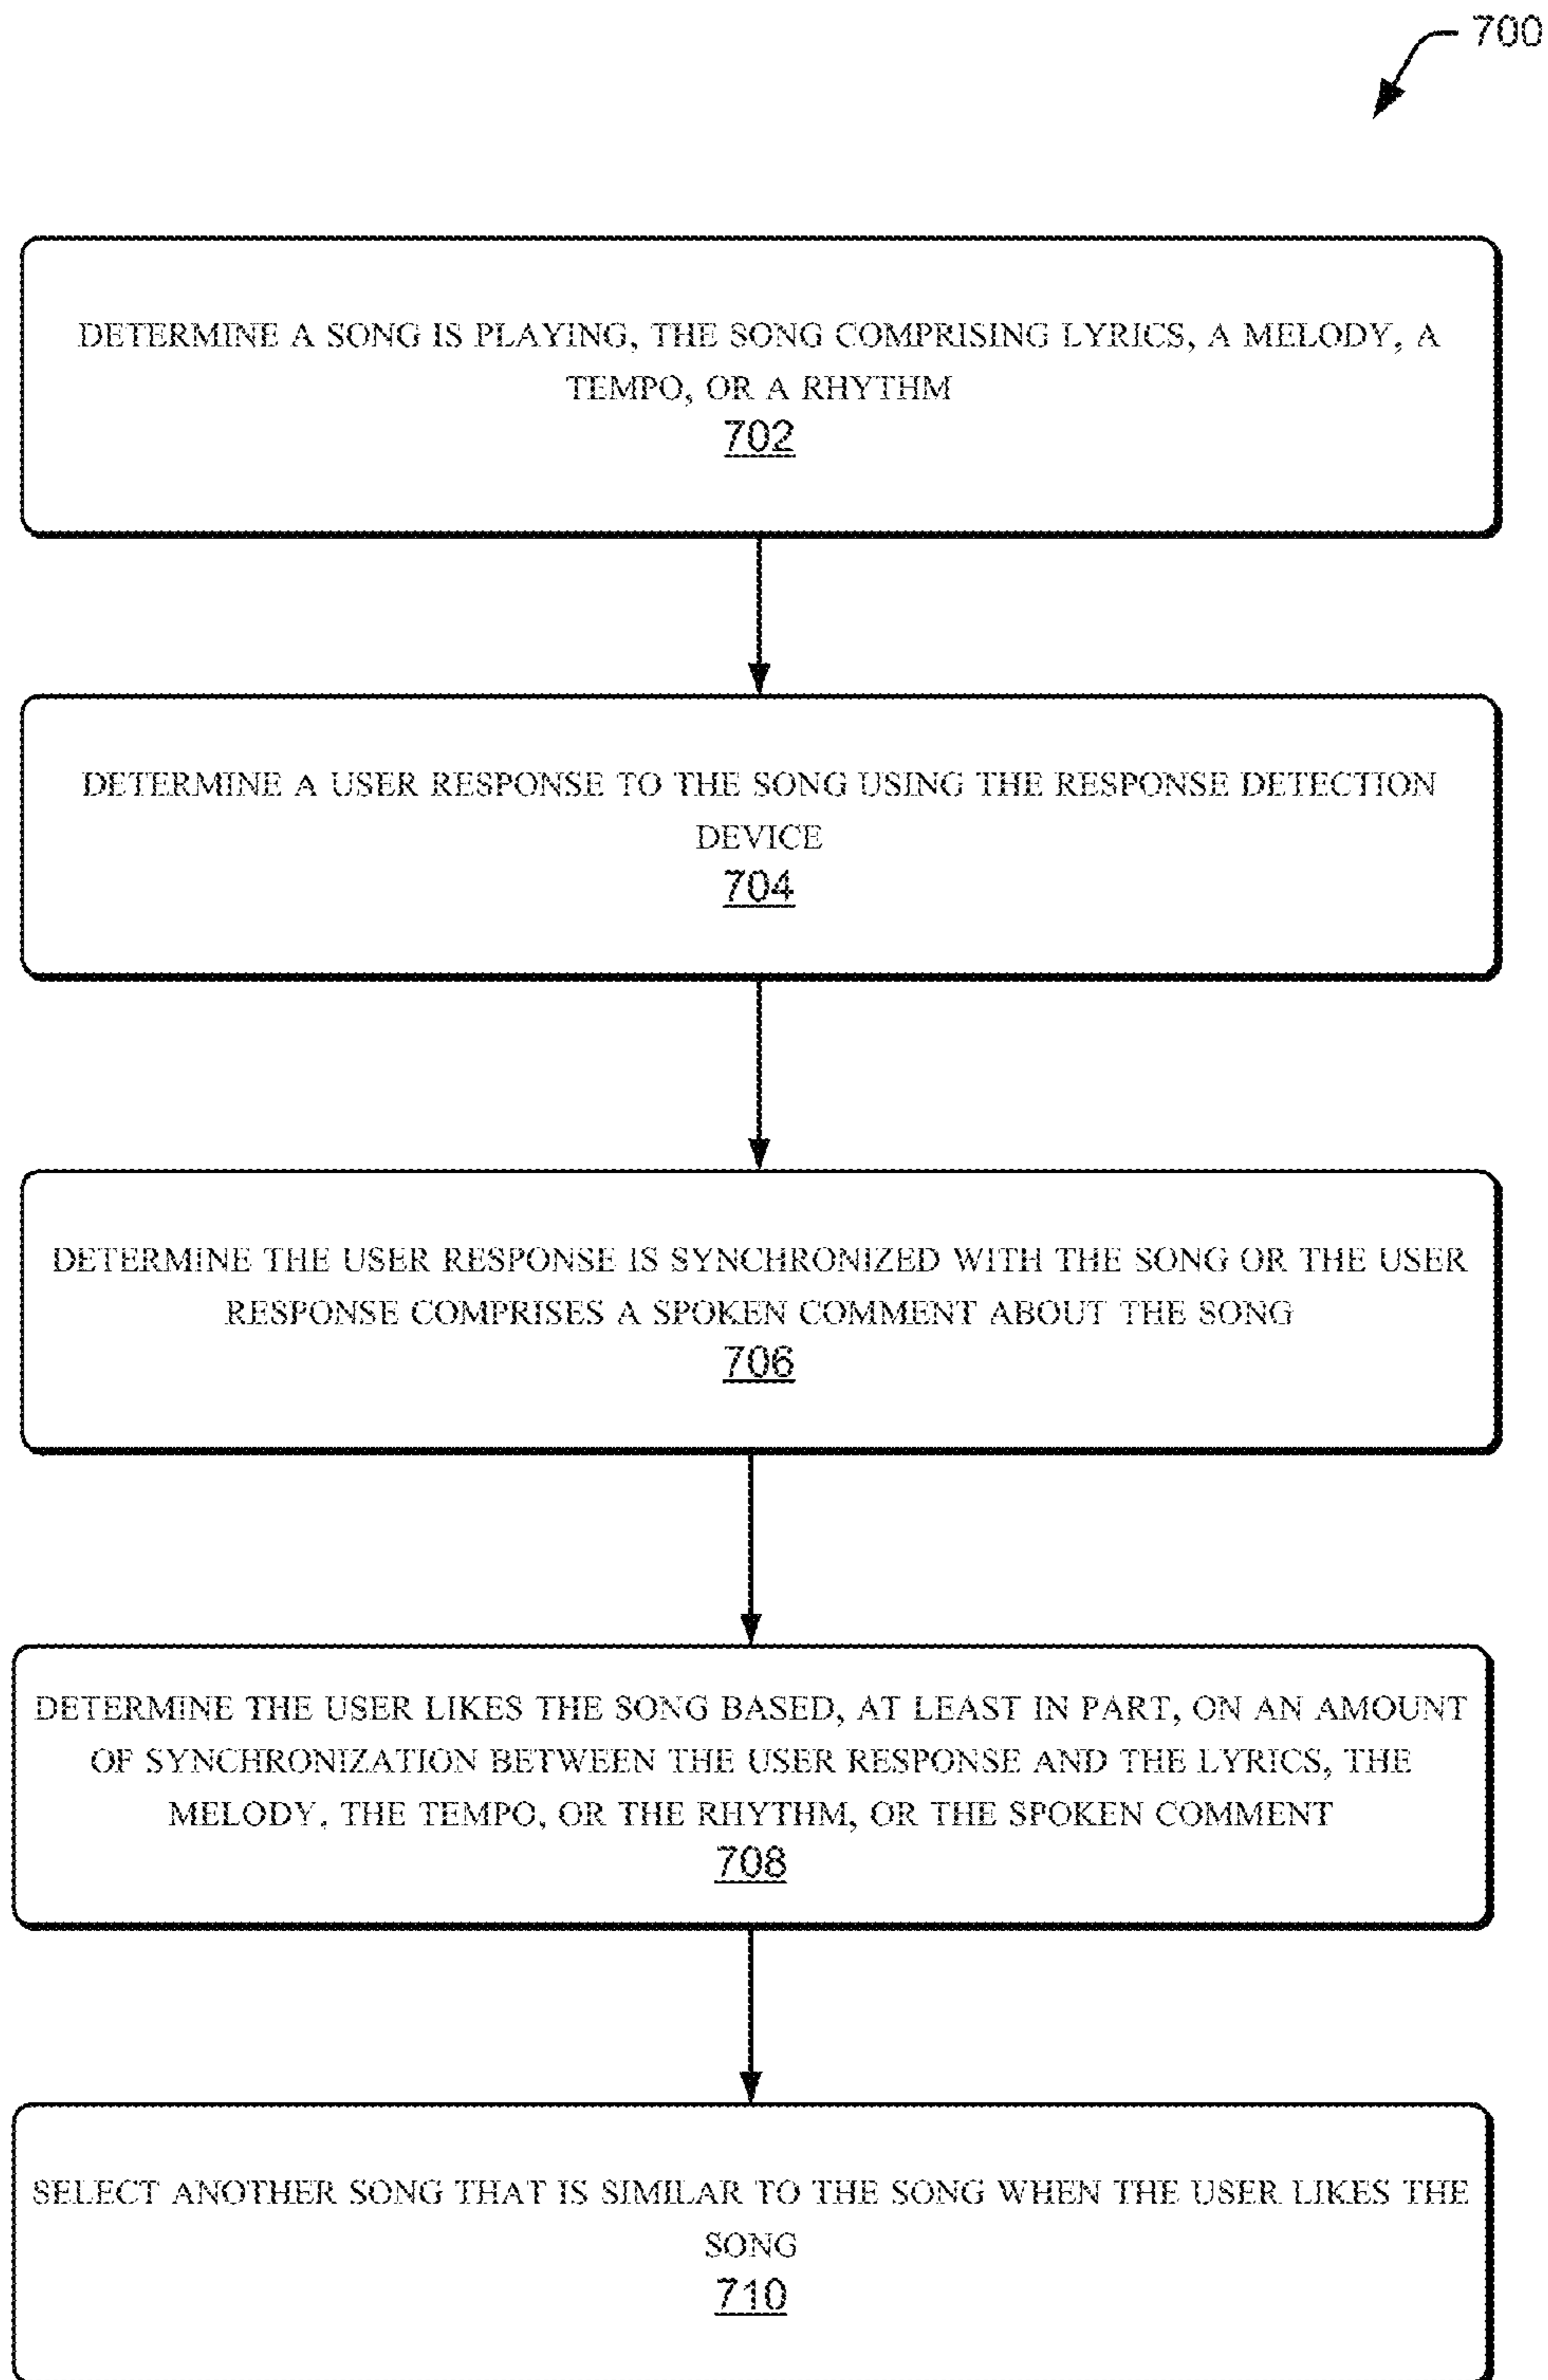 700
DETERMINE A SONG IS PLAYING, THE SONG COMPRISING LYRICS, A MELODY, A
TEMPO, OR A RHYTHM
702
DETERMINE A USER RESPONSE TO THE SONG USING THE RESPONSE DETECTION
DEVICE
704
DETERMINE THE USER RESPONSE IS SYNCHRONIZED WITH THE SONG OR THE USER
RESPONSE COMPRISES A SPOKEN COMMENT ABOUT THE SONG
706
DETERMINE THE USER LIKES THE SONG BASED, AT LEAST IN PART, ON AN AMOUNT
OF SYNCHRONIZATION BETWEEN THE USER RESPONSE AND THE LYRICS, THE
MELODY, THE TEMPO, OR THE RHYTHM, OR THE SPOKEN COMMENT
708
SELECT ANOTHER SONG THAT IS SIMILAR TO THE SONG WHEN THE USER LIKES THE
SONG
710